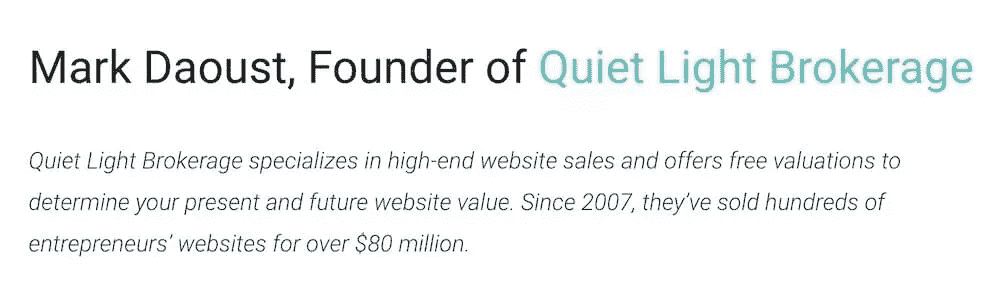 Mark Daoust, Founder of Quiet Light Brokerage
Quiet Light Brokerage specializes in high-end website sales and offers free valuations to
determine your present and future website value. Since 2007, they’ve sold hundreds of
entrepreneurs’ websites for over $80 million.